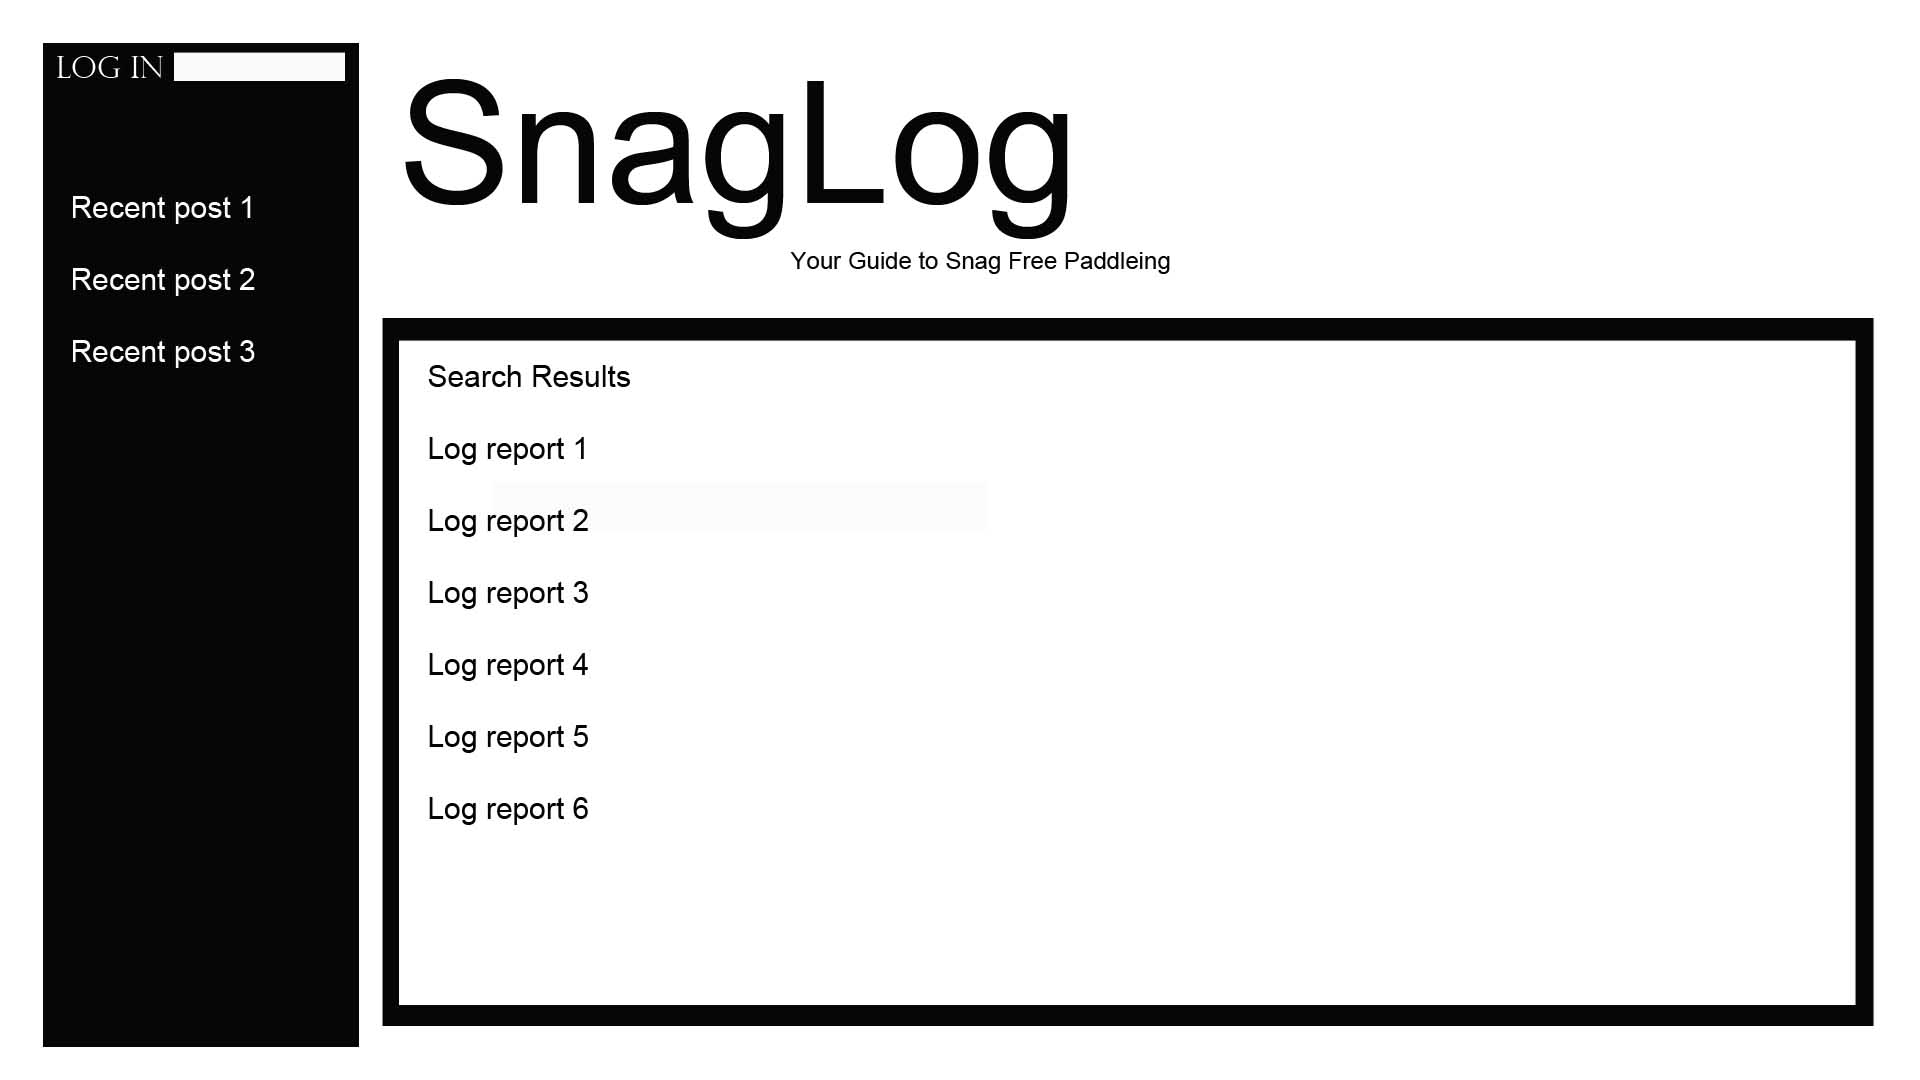 LOG IN
Recent post 1
Recent post 2
Recent post 3
SnagLog
Your Guide to Snag Free Paddleing
Search Results
Log report 1
Log report 2
Log report 3
Log report 4
Log report 5
Log report 6